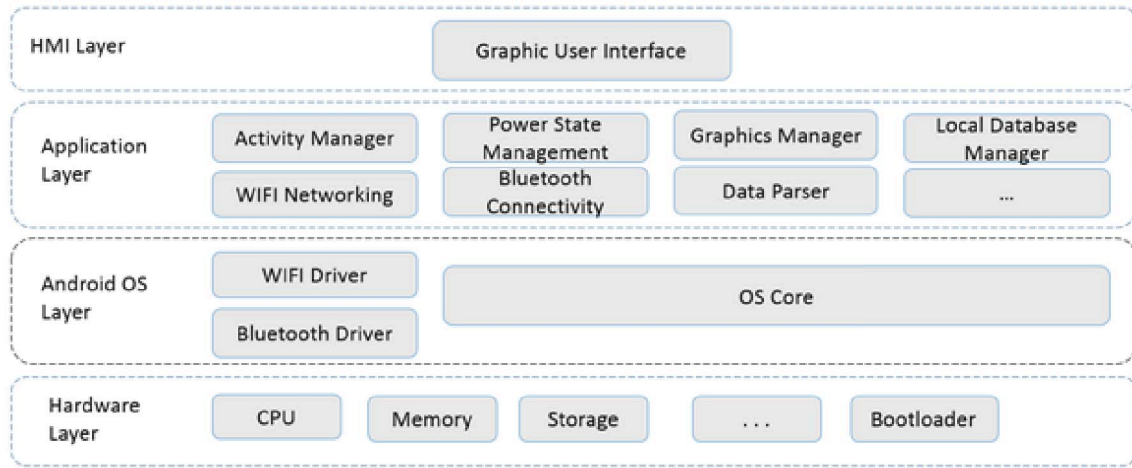 HMI Layer
Graphic User Interface
Application
Layer
Activity Manager
Power State
Management
Graphics Manager
Local Database
Manager
WIFI Networking
Bluetooth
Connectivity
Data Parser
...
Android OS
Layer
WIFI Driver
OS Core
Bluetooth Driver
Hardware
Layer
CPU
Memory
Storage
. . .
Bootloader